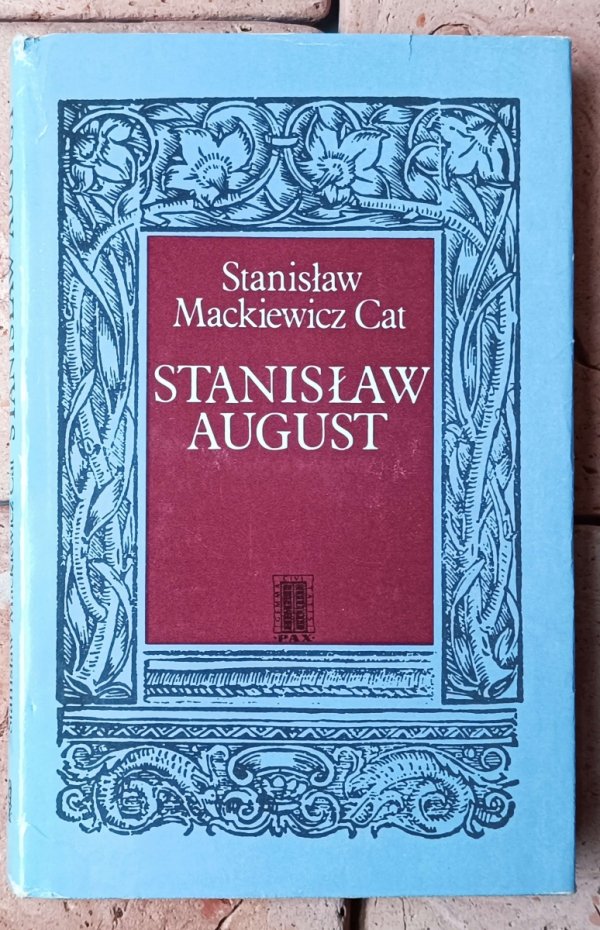 Stanisław
Mackiewicz Cat
STANISŁAW
AUGUST
·PAX·